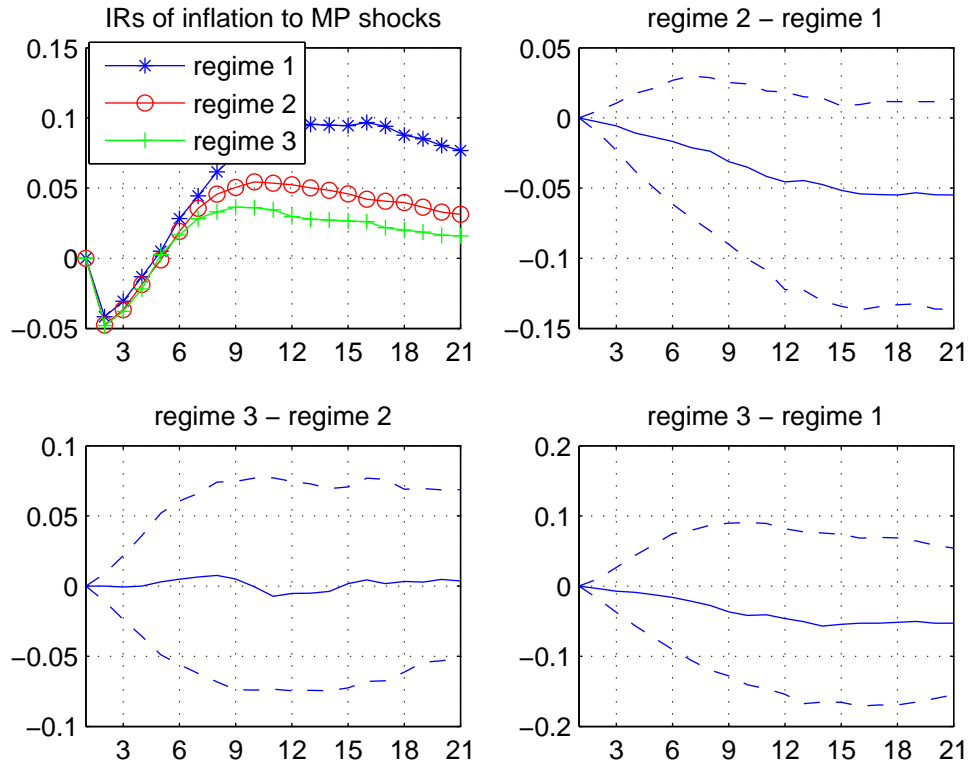 IRs of inflation to MP shocks
0.15
0.1
0.05
0
−0.05
3 6 9 12 15 18 21
regime 1
regime 2
regime 3
regime 2 − regime 1
0.05
0
−0.05
−0.1
−0.15
3 6 9 12 15 18 21
regime 3 − regime 2
0.1
0.05
0
−0.05
−0.1
3 6 9 12 15 18 21
regime 3 − regime 1
0.2
0.1
0
−0.1
−0.2
3 6 9 12 15 18 21